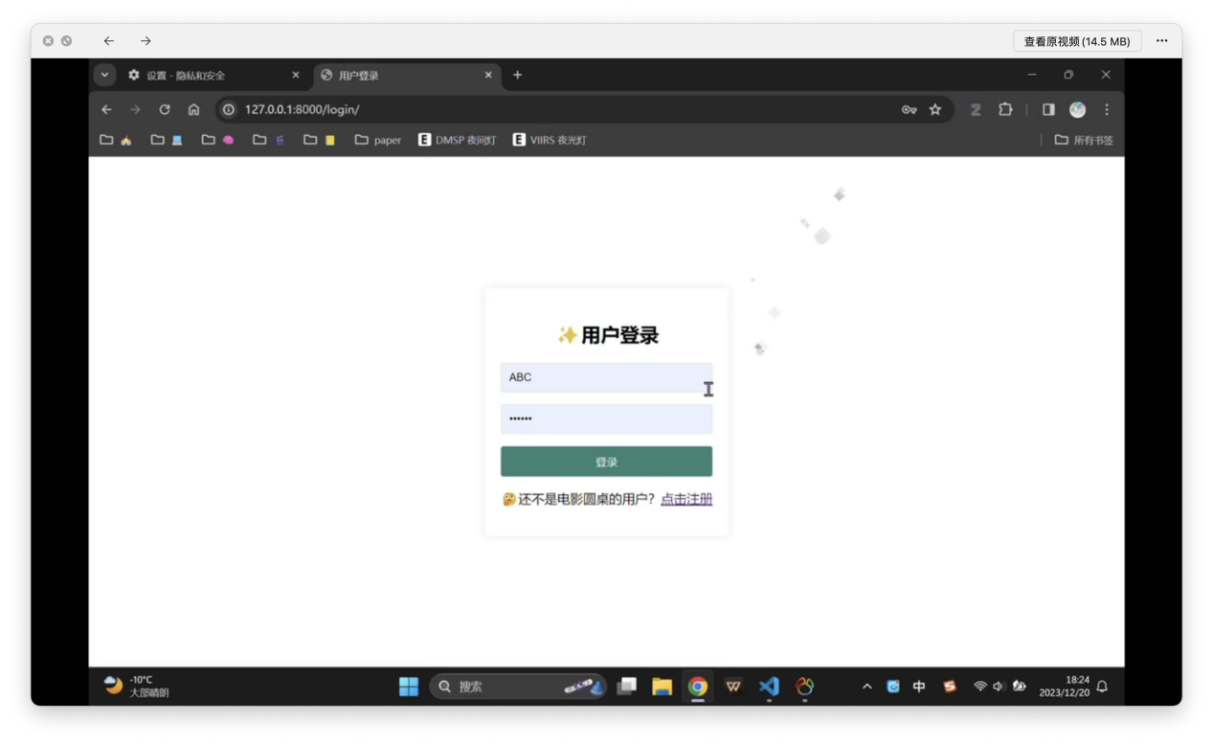 查看原视频 (14.5 MB)
设置 - 隐私和安全
用户登录
127.0.0.1:8000/login/
paper
DMSP 夜间灯
VIIRS 夜光灯
所有书签
✨用户登录
ABC
••••••
登录
🤔还不是电影圆桌的用户？点击注册
-10°C
大部晴朗
搜索
中
18:24
2023/12/20